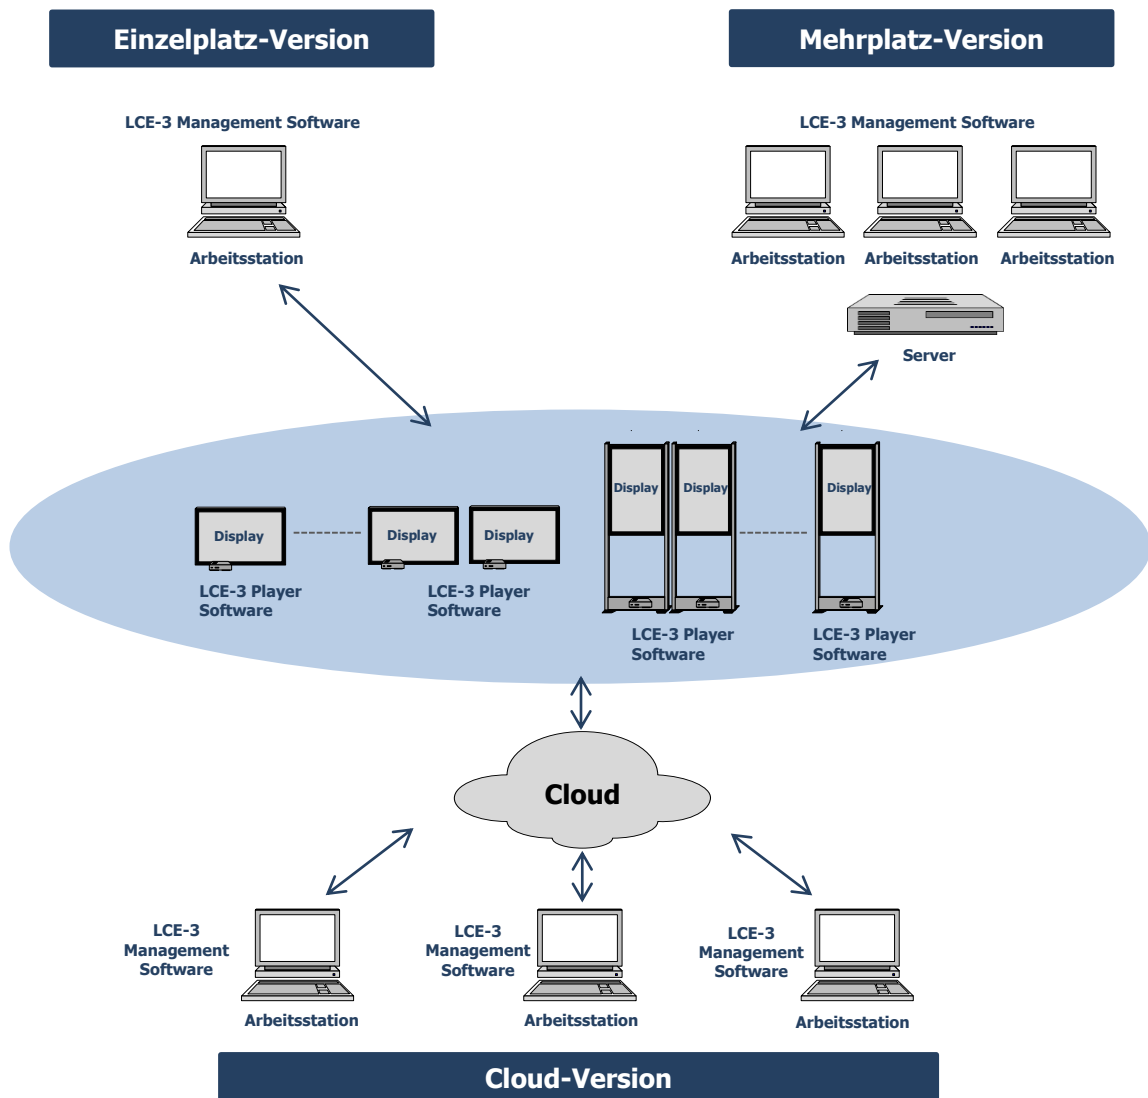 Einzelplatz-Version
Mehrplatz-Version
LCE-3 Management Software
LCE-3 Management Software
Arbeitsstation
Arbeitsstation
Arbeitsstation
Arbeitsstation
Server
Display
Display
Display
Display
Display
Display
LCE-3 Player
Software
LCE-3 Player
Software
LCE-3 Player
Software
LCE-3 Player
Software
Cloud
LCE-3
Management
Software
LCE-3
Management
Software
LCE-3
Management
Software
Arbeitsstation
Arbeitsstation
Arbeitsstation
Cloud-Version